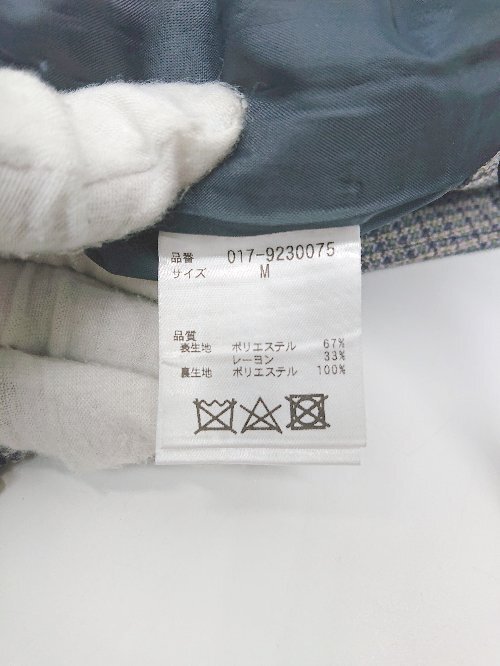 品番 017-9230075
サイズ M
品質
表生地 ポリエステル 67%
レーヨン 33%
裏生地 ポリエステル 100%